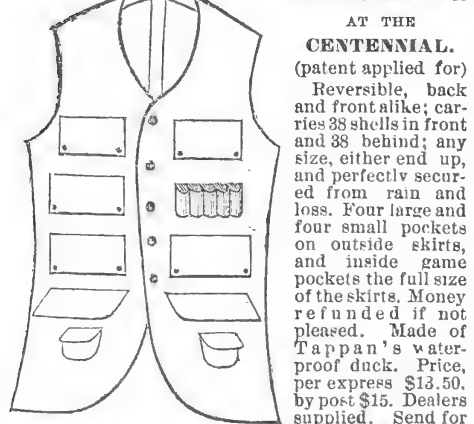 AT THE
CENTENNIAL.
(patent applied for)
Reversible, back
and front alike; car-
ries 38 shells in front
and 38 behind; any
size, either end up,
and perfectly secur-
ed from rain and
loss. Four large and
four small pockets
on outside skirts,
and inside game
pockets the full size
of the skirts. Money
refunded if not
pleased. Made of
Tappan's water-
proof duck. Price,
per express $13.50,
by post $15. Dealers
supplied. Send for